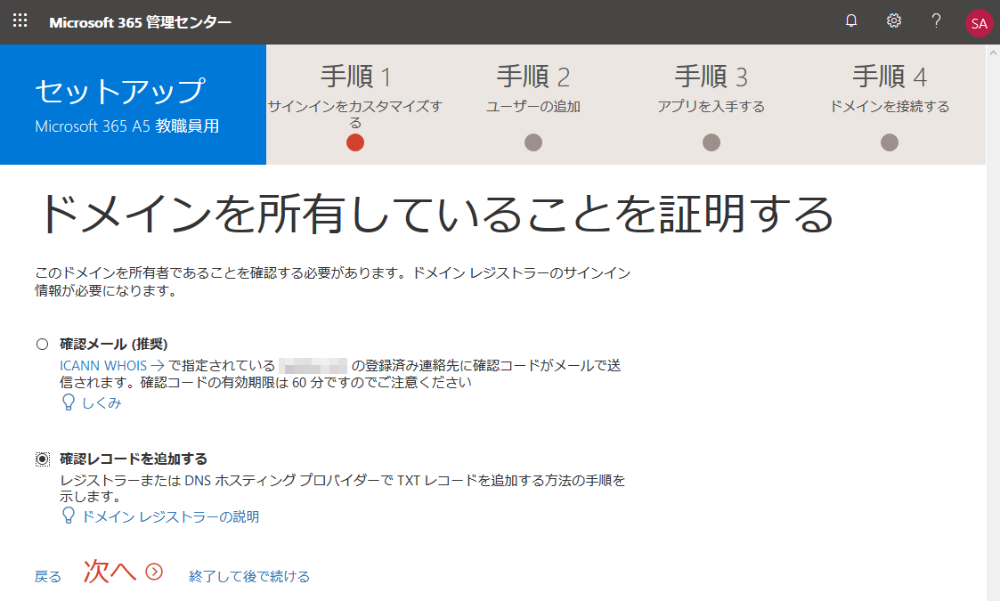 Microsoft 365 管理センター
SA
セットアップ
Microsoft 365 A5 教職員用
手順 1
サインインをカスタマイズす
る
手順 2
ユーザーの追加
手順 3
アプリを入手する
手順 4
ドメインを接続する
ドメインを所有していることを証明する
このドメインを所有者であることを確認する必要があります。ドメイン レジストラーのサインイン
情報が必要になります。
確認メール (推奨)
ICANN WHOIS → で指定されている の登録済み連絡先に確認コードがメールで送
信されます。確認コードの有効期限は 60 分ですのでご注意ください
しくみ
確認レコードを追加する
レジストラーまたは DNS ホスティング プロバイダーで TXT レコードを追加する方法の手順を
示します。
ドメイン レジストラーの説明
戻る 次へ 終了して後で続ける